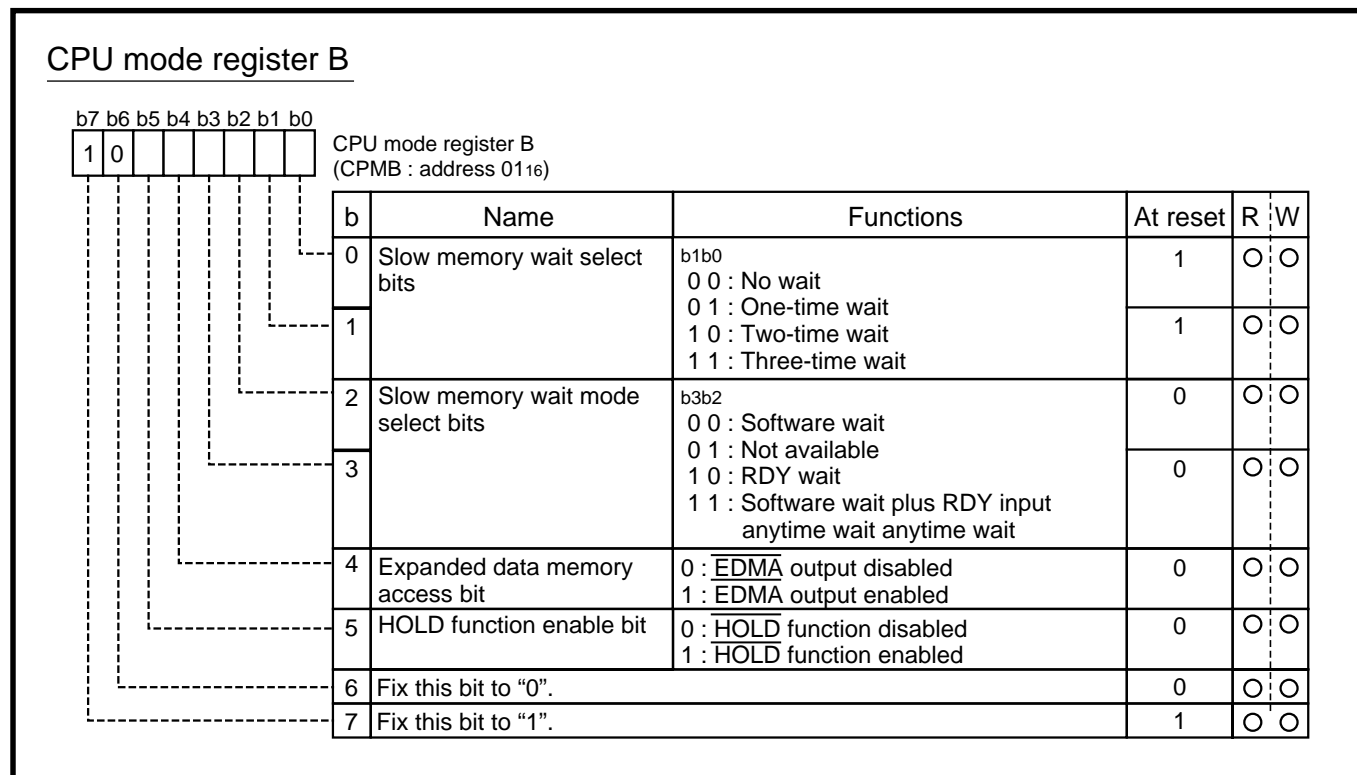 CPU mode register B
b7 b6 b5 b4 b3 b2 b1 b0
1 0
CPU mode register B
(CPMB : address 0116)
b Name Functions At reset R W
0 Slow memory wait select bits b1b0 1
0 0 : No wait
0 1 : One-time wait
1 1
1 0 : Two-time wait
1 1 : Three-time wait
2 Slow memory wait mode select bits b3b2 0
0 0 : Software wait
0 1 : Not available
3 0
1 0 : RDY wait
1 1 : Software wait plus RDY input
anytime wait anytime wait
4 Expanded data memory access bit 0 : EDMA output disabled 0
1 : EDMA output enabled
5 HOLD function enable bit 0 : HOLD function disabled 0
1 : HOLD function enabled
6 Fix this bit to “0”. 0
7 Fix this bit to “1”. 1